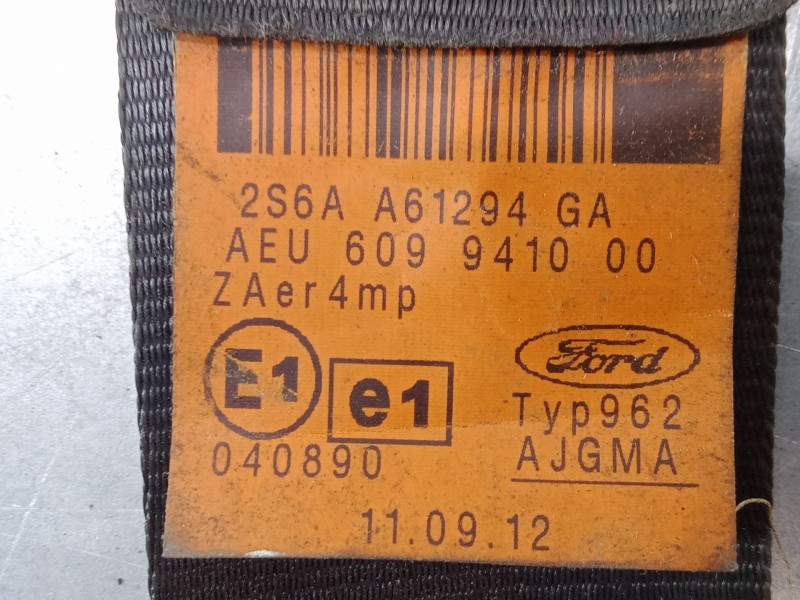 2S6A A61294 GA
AEU 609 9410 00
ZAer4mp
E1 e1 Ford
Typ962
040890 AJGMA
11.09.12